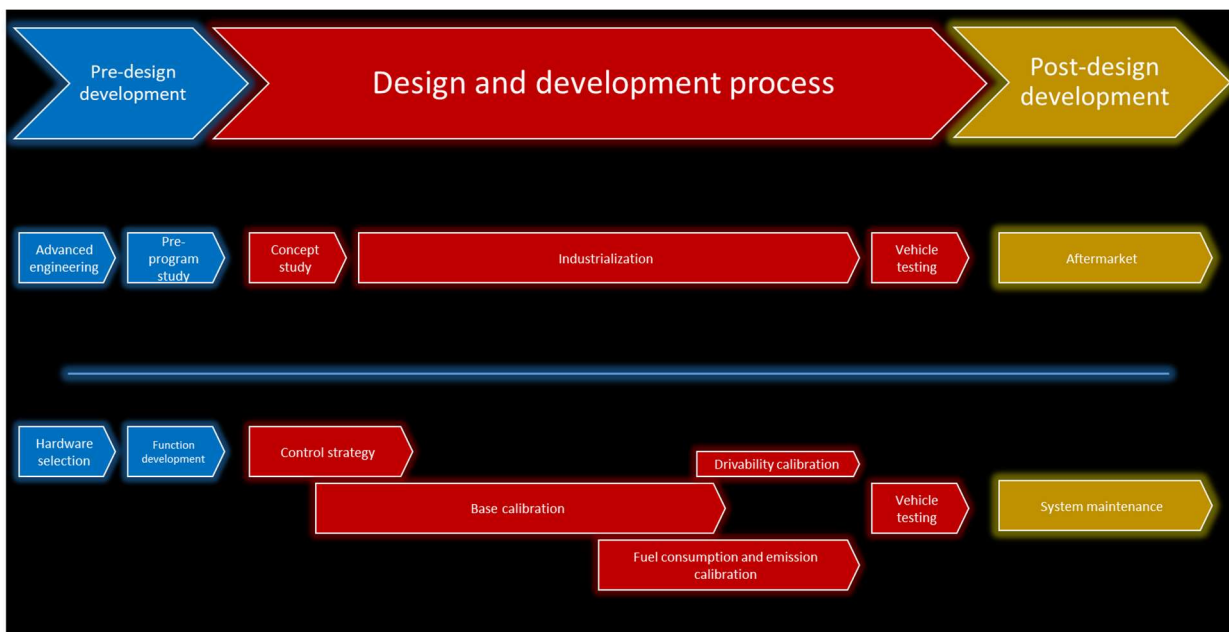 Pre-design
development
Design and development process
Post-design
development
Advanced
engineering
Pre-
program
study
Concept
study
Industrialization
Vehicle
testing
Aftermarket
Hardware
selection
Function
development
Control strategy
Drivability calibration
Base calibration
Vehicle
testing
System maintenance
Fuel consumption and emission
calibration